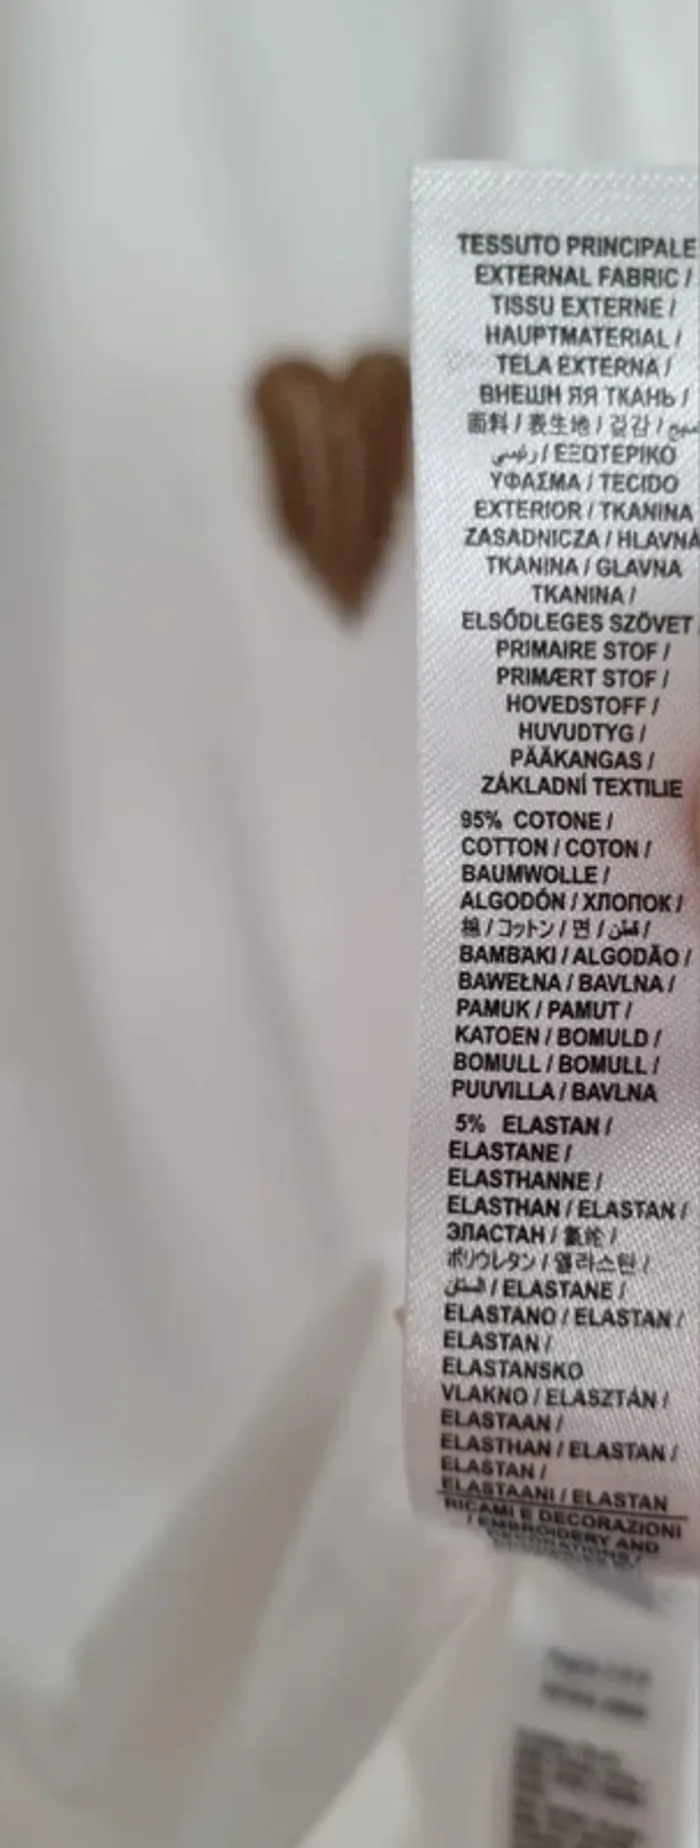 TESSUTO PRINCIPALE
EXTERNAL FABRIC /
TISSU EXTERNE /
HAUPTMATERIAL /
TELA EXTERNA /
ВНЕШН ЯЯ ТКАНЬ /
面料 / 表生地 / 겉감 /
رئيسي / ΕΞΩΤΕΡΙΚΟ
ΥΦΑΣΜΑ / TECIDO
EXTERIOR / TKANINA
ZASADNICZA / HLAVNÁ
TKANINA / GLAVNA
TKANINA /
ELSŐDLEGES SZÖVET
PRIMAIRE STOF /
PRIMÆRT STOF /
HOVEDSTOFF /
HUVUDTYG /
PÄÄKANGAS /
ZÁKLADNÍ TEXTILIE
95% COTONE /
COTTON / COTON /
BAUMWOLLE /
ALGODÓN / ХЛОПОК /
棉 / コットン / 면 / قطن /
ΒΑΜΒΑΚΙ / ALGODÃO /
BAWEŁNA / BAVLNA /
PAMUK / PAMUT /
KATOEN / BOMULD /
BOMULL / BOMULL /
PUUVILLA / BAVLNA
5% ELASTAN /
ELASTANE /
ELASTHANNE /
ELASTHAN / ELASTAN /
ЭЛАСТАН / 氨纶 /
ポリウレタン / 엘라스탄 /
/ ELASTANE /
ELASTANO / ELASTAN /
ELASTAN /
ELASTANSKO
VLAKNO / ELASZTÁN /
ELASTAAN /
ELASTHAN / ELASTAN /
ELASTAN /
ELASTAANI / ELASTAN
RICAMI E DECORAZIONI
/ EMBROIDERY AND
DECORATIONS /